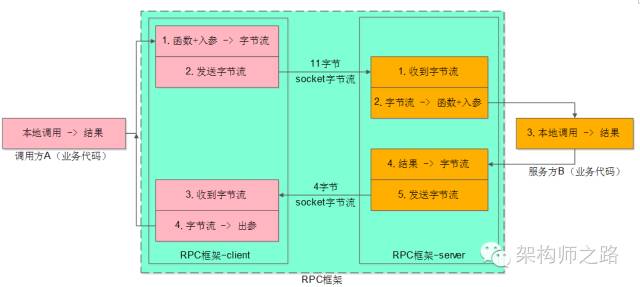 1. 函数+入参 -> 字节流
2. 发送字节流
11字节
socket字节流
1. 收到字节流
2. 字节流 -> 函数+入参
本地调用 -> 结果
调用方A（业务代码）
3. 本地调用 -> 结果
服务方B（业务代码）
4. 结果 -> 字节流
5. 发送字节流
4字节
socket字节流
3. 收到字节流
4. 字节流 -> 出参
RPC框架-client
RPC框架-server
RPC框架
架构师之路